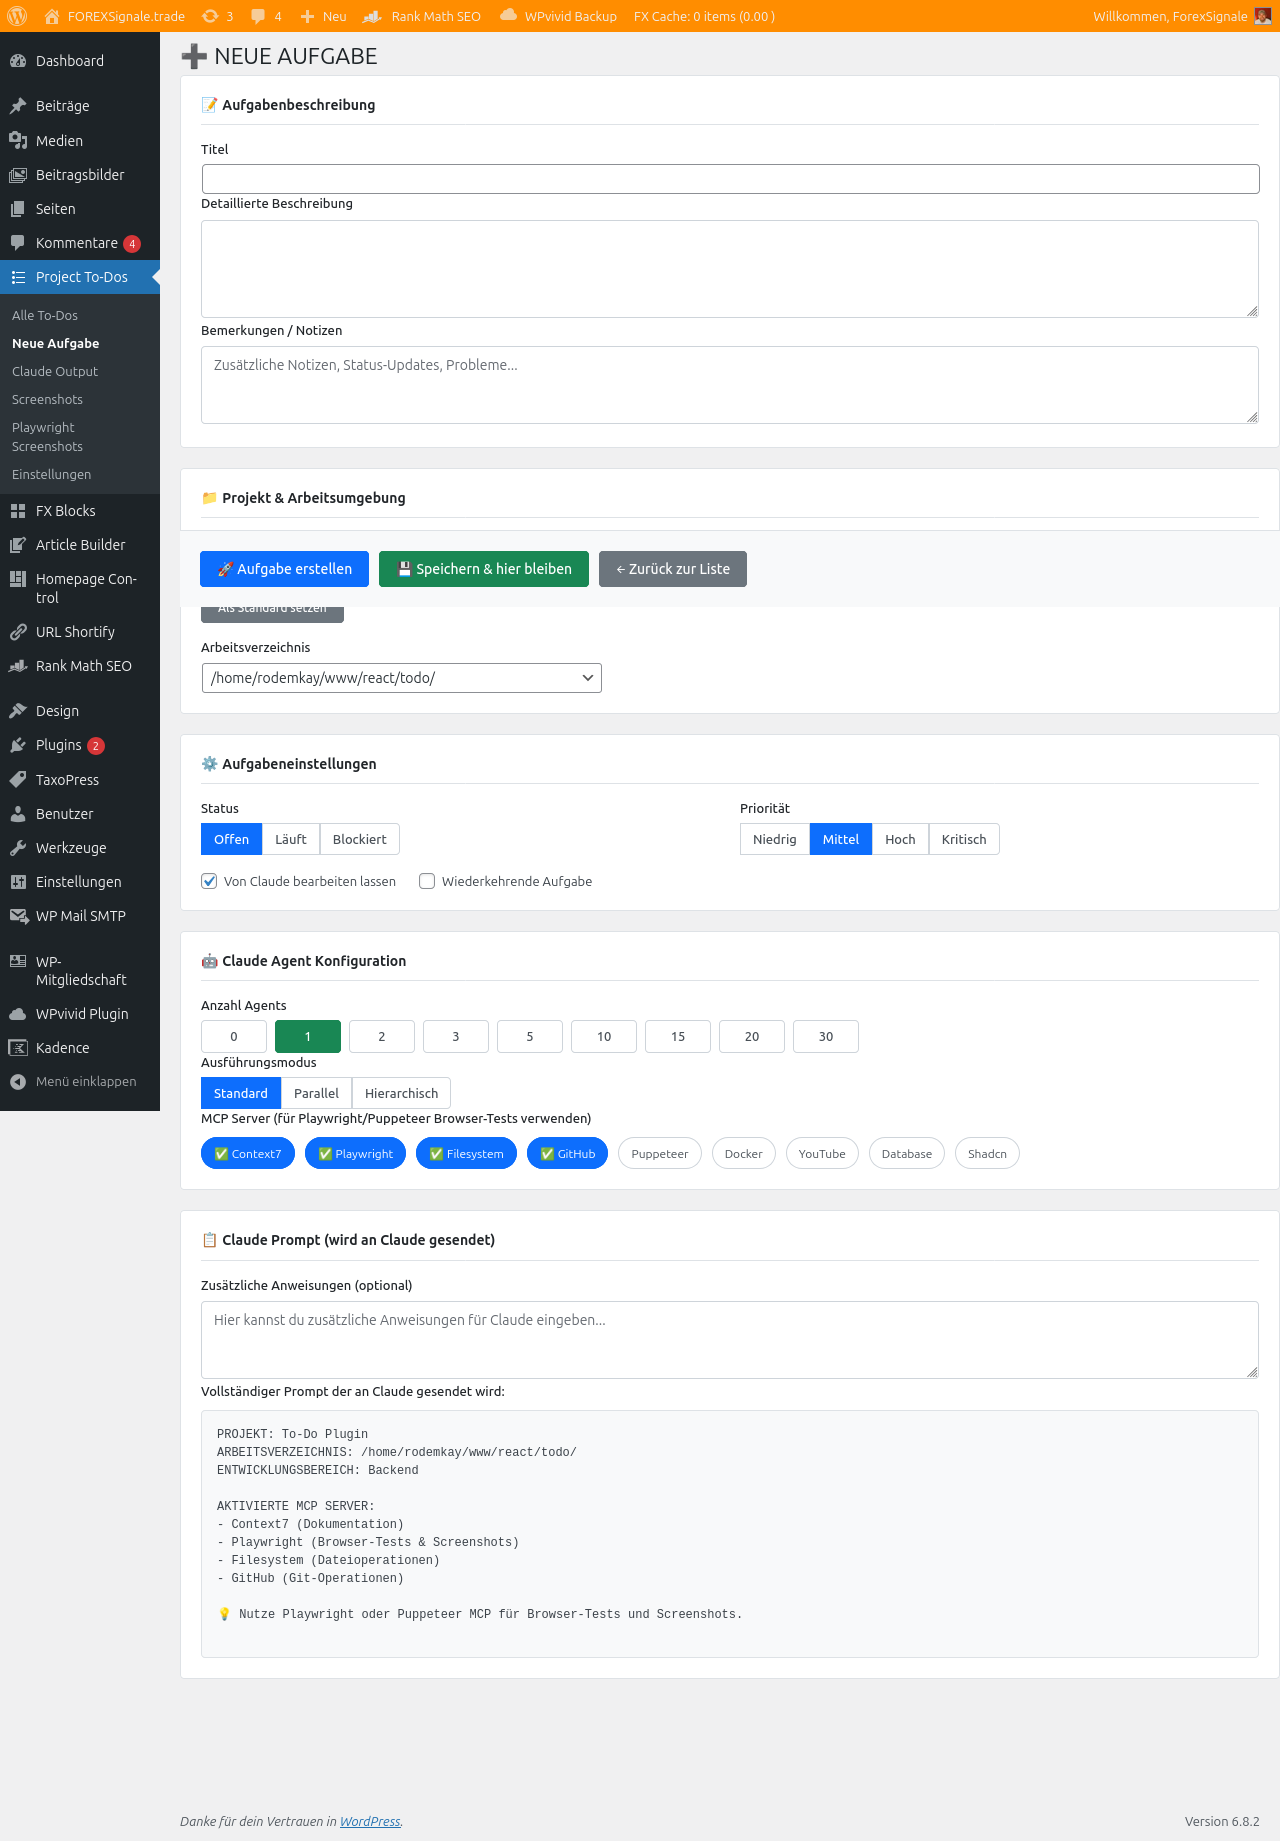 FOREXSignale.trade 3 4 Neu Rank Math SEO WPvivid Backup FX Cache: 0 items (0.00 ) Willkommen, ForexSignale
Dashboard
Beiträge
Medien
Beitragsbilder
Seiten
Kommentare 4
Project To-Dos
Alle To-Dos
Neue Aufgabe
Claude Output
Screenshots
Playwright
Screenshots
Einstellungen
FX Blocks
Article Builder
Homepage Con-
trol
URL Shortify
Rank Math SEO
Design
Plugins 2
TaxoPress
Benutzer
Werkzeuge
Einstellungen
WP Mail SMTP
WP-
Mitgliedschaft
WPvivid Plugin
Kadence
Menü einklappen
➕ NEUE AUFGABE
📝 Aufgabenbeschreibung
Titel
Detaillierte Beschreibung
Bemerkungen / Notizen
Zusätzliche Notizen, Status-Updates, Probleme...
📁 Projekt & Arbeitsumgebung
🚀 Aufgabe erstellen 💾 Speichern & hier bleiben ← Zurück zur Liste
Als Standard setzen
Arbeitsverzeichnis
/home/rodemkay/www/react/todo/
⚙️ Aufgabeneinstellungen
Status Priorität
Offen Läuft Blockiert Niedrig Mittel Hoch Kritisch
Von Claude bearbeiten lassen Wiederkehrende Aufgabe
🤖 Claude Agent Konfiguration
Anzahl Agents
0 1 2 3 5 10 15 20 30
Ausführungsmodus
Standard Parallel Hierarchisch
MCP Server (für Playwright/Puppeteer Browser-Tests verwenden)
✅ Context7 ✅ Playwright ✅ Filesystem ✅ GitHub Puppeteer Docker YouTube Database Shadcn
📋 Claude Prompt (wird an Claude gesendet)
Zusätzliche Anweisungen (optional)
Hier kannst du zusätzliche Anweisungen für Claude eingeben...
Vollständiger Prompt der an Claude gesendet wird:
PROJEKT: To-Do Plugin
ARBEITSVERZEICHNIS: /home/rodemkay/www/react/todo/
ENTWICKLUNGSBEREICH: Backend
AKTIVIERTE MCP SERVER:
- Context7 (Dokumentation)
- Playwright (Browser-Tests & Screenshots)
- Filesystem (Dateioperationen)
- GitHub (Git-Operationen)
💡 Nutze Playwright oder Puppeteer MCP für Browser-Tests und Screenshots.
Danke für dein Vertrauen in WordPress. Version 6.8.2